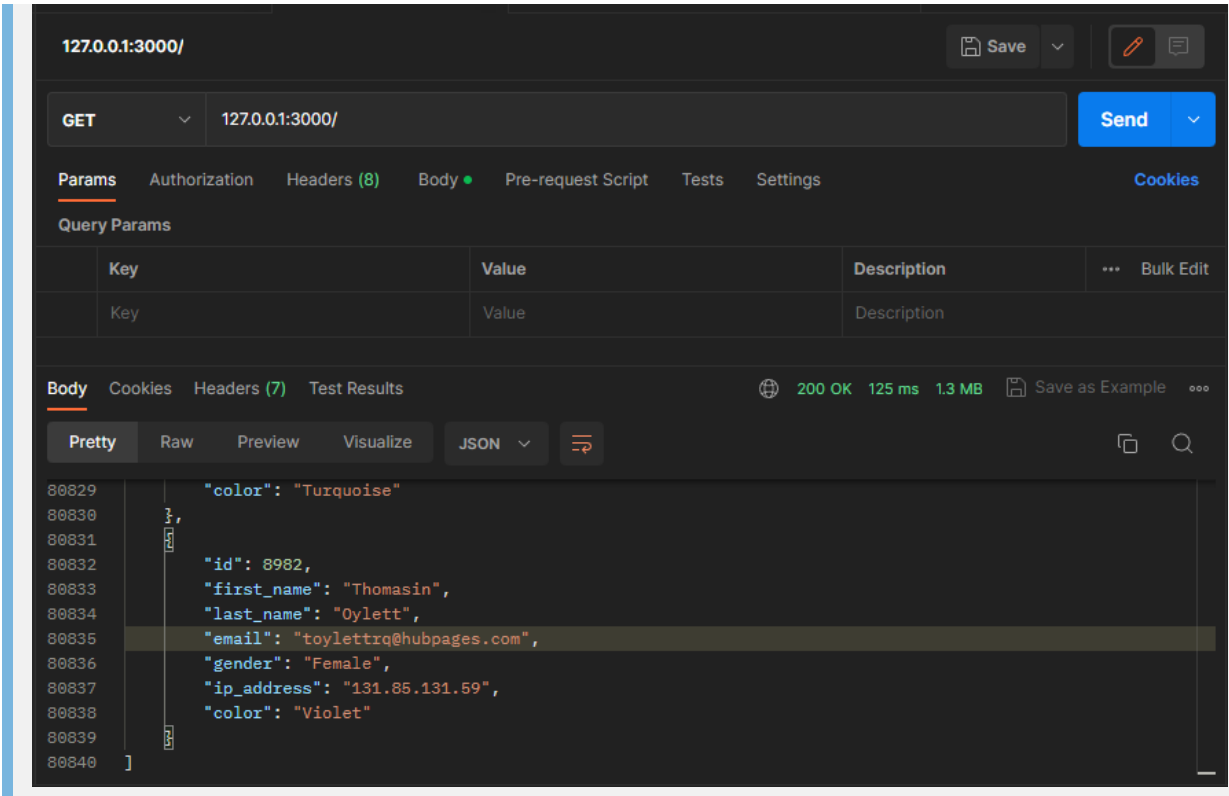 127.0.0.1:3000/ Save
GET 127.0.0.1:3000/ Send
Params Authorization Headers (8) Body Pre-request Script Tests Settings Cookies
Query Params
Key Value Description ••• Bulk Edit
Key Value Description
Body Cookies Headers (7) Test Results 200 OK 125 ms 1.3 MB Save as Example
Pretty Raw Preview Visualize JSON
80829 "color": "Turquoise"
80830 },
80831 {
80832 "id": 8982,
80833 "first_name": "Thomasin",
80834 "last_name": "Oylett",
80835 "email": "toylettrq@hubpages.com",
80836 "gender": "Female",
80837 "ip_address": "131.85.131.59",
80838 "color": "Violet"
80839 }
80840 ]